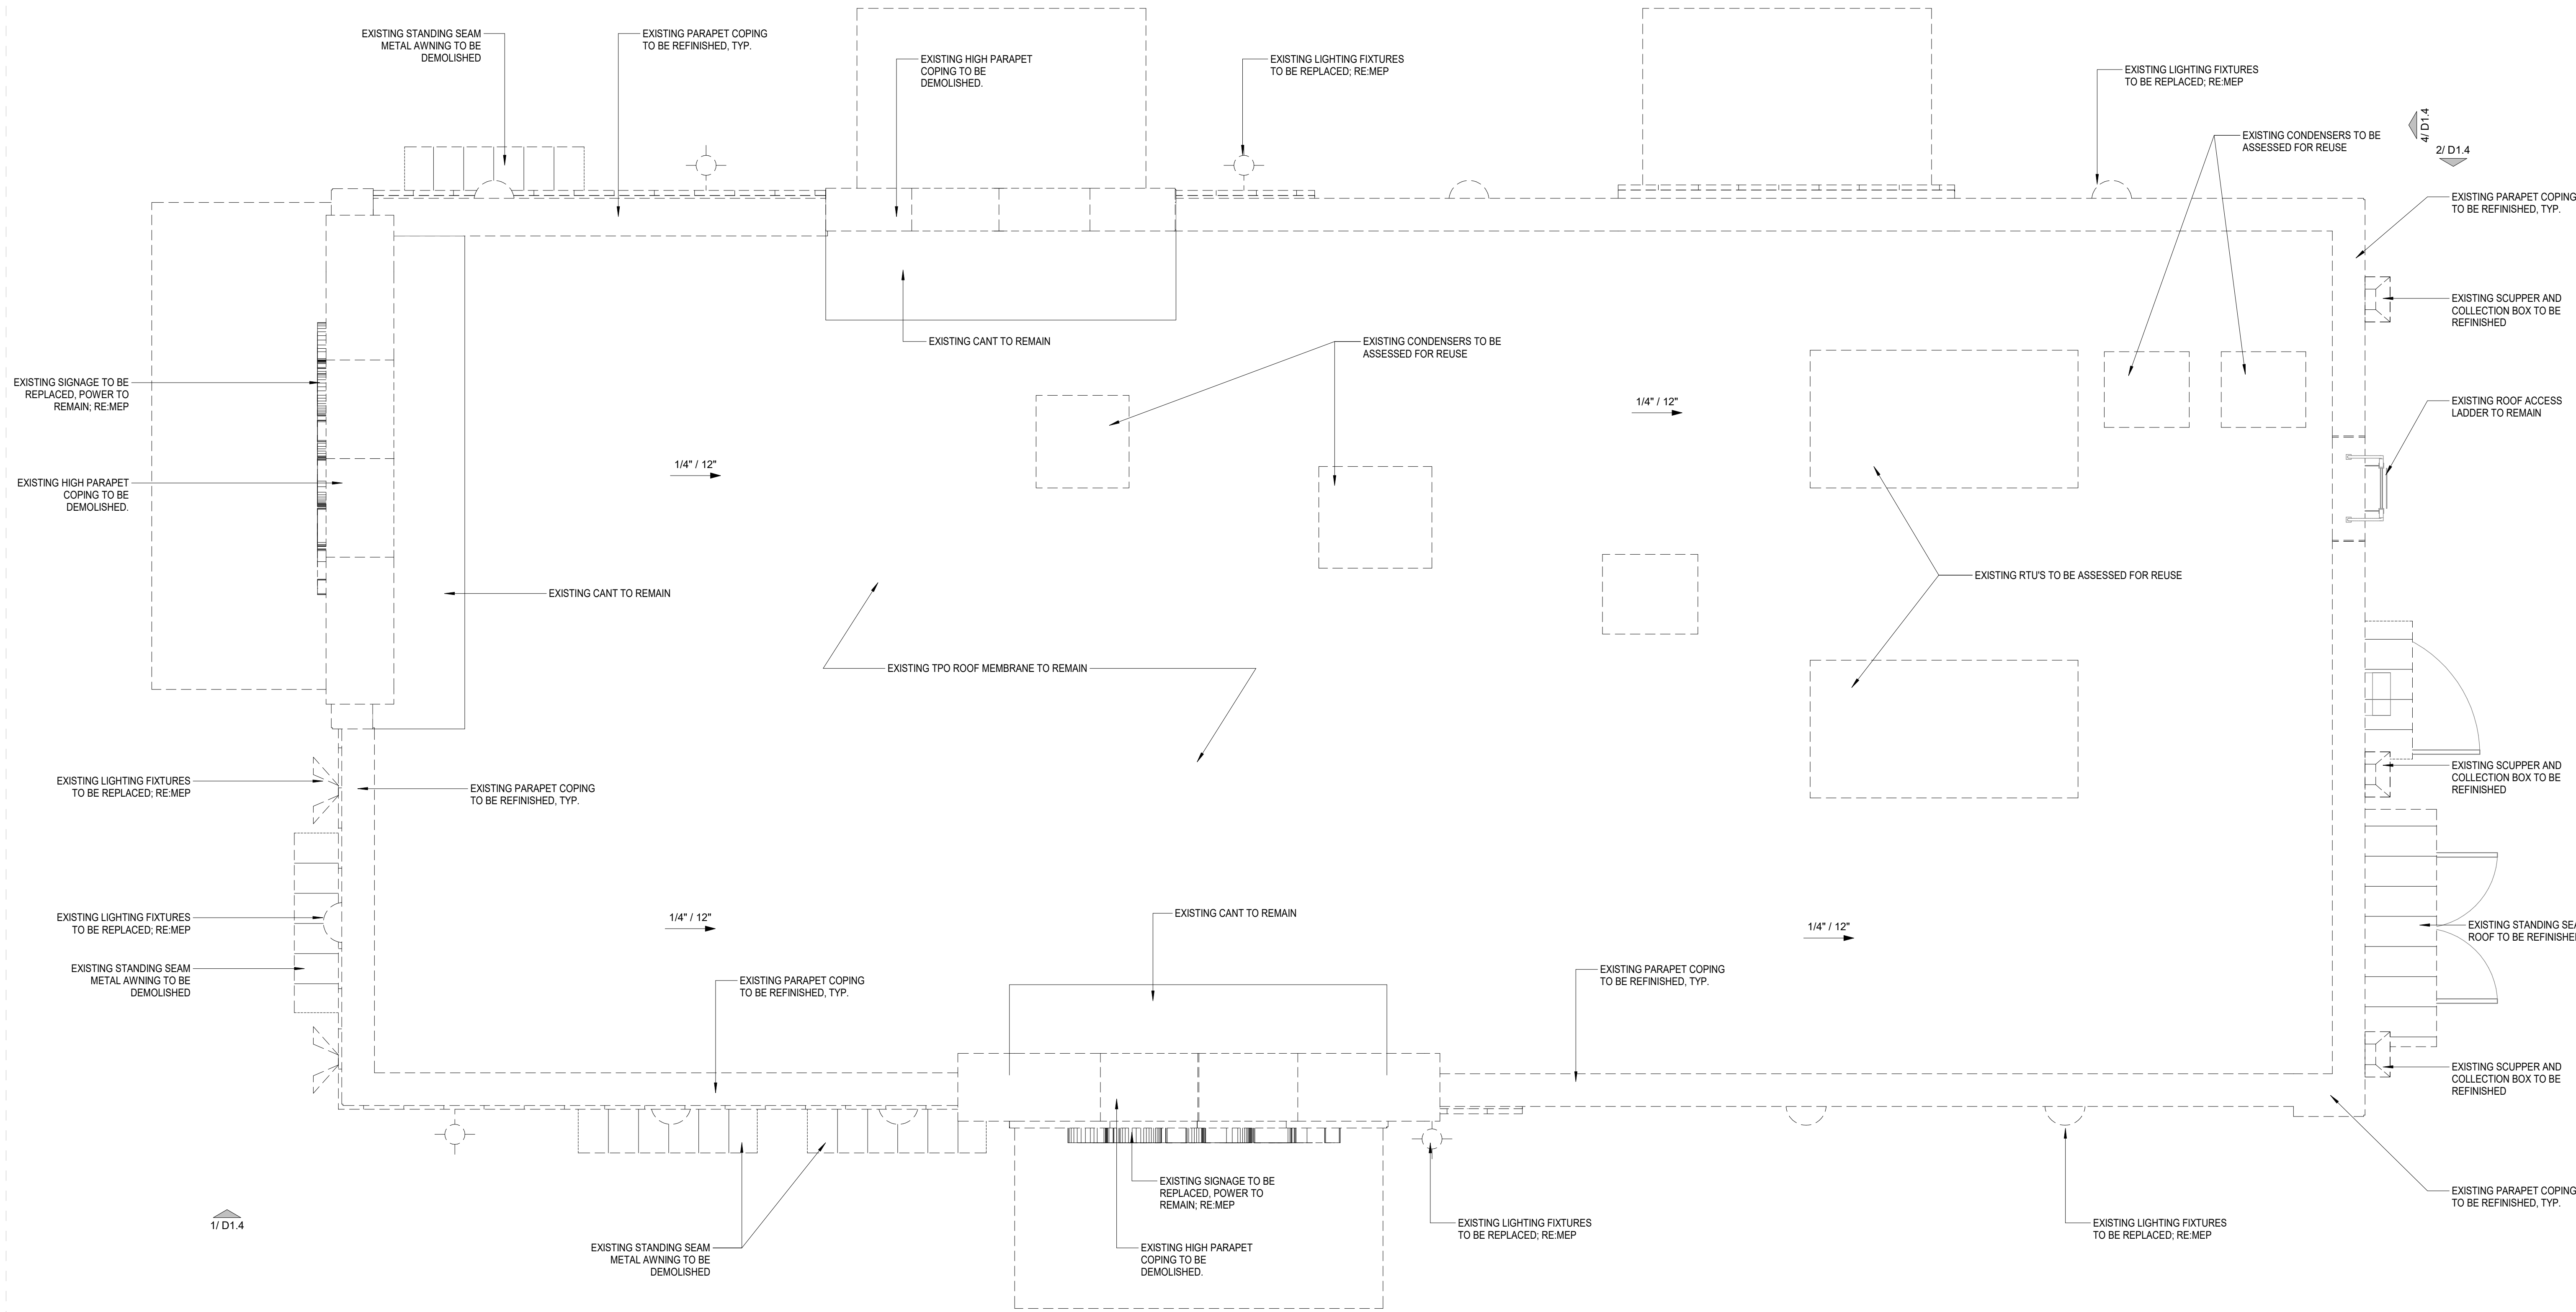 EXISTING STANDING SEAM
METAL AWNING TO BE
DEMOLISHED
EXISTING PARAPET COPING
TO BE REFINISHED, TYP.
EXISTING HIGH PARAPET
COPING TO BE
DEMOLISHED.
EXISTING LIGHTING FIXTURES
TO BE REPLACED; RE:MEP
EXISTING LIGHTING FIXTURES
TO BE REPLACED; RE:MEP
4/ D1.4
2/ D1.4
EXISTING CONDENSERS TO BE
ASSESSED FOR REUSE
EXISTING PARAPET COPING
TO BE REFINISHED, TYP.
EXISTING SCUPPER AND
COLLECTION BOX TO BE
REFINISHED
EXISTING CANT TO REMAIN
EXISTING CONDENSERS TO BE
ASSESSED FOR REUSE
EXISTING SIGNAGE TO BE
REPLACED, POWER TO
REMAIN; RE:MEP
1/4" / 12"
EXISTING ROOF ACCESS
LADDER TO REMAIN
1/4" / 12"
EXISTING HIGH PARAPET
COPING TO BE
DEMOLISHED.
EXISTING RTU'S TO BE ASSESSED FOR REUSE
EXISTING CANT TO REMAIN
EXISTING TPO ROOF MEMBRANE TO REMAIN
EXISTING LIGHTING FIXTURES
TO BE REPLACED; RE:MEP
EXISTING PARAPET COPING
TO BE REFINISHED, TYP.
EXISTING SCUPPER AND
COLLECTION BOX TO BE
REFINISHED
EXISTING LIGHTING FIXTURES
TO BE REPLACED; RE:MEP
1/4" / 12"
EXISTING CANT TO REMAIN
1/4" / 12"
EXISTING STANDING SEA
ROOF TO BE REFINISHE
EXISTING STANDING SEAM
METAL AWNING TO BE
DEMOLISHED
EXISTING PARAPET COPING
TO BE REFINISHED, TYP.
EXISTING PARAPET COPING
TO BE REFINISHED, TYP.
EXISTING SCUPPER AND
COLLECTION BOX TO BE
REFINISHED
EXISTING SIGNAGE TO BE
REPLACED, POWER TO
REMAIN; RE:MEP
EXISTING PARAPET COPING
TO BE REFINISHED, TYP.
1/ D1.4
EXISTING LIGHTING FIXTURES
TO BE REPLACED; RE:MEP
EXISTING LIGHTING FIXTURES
TO BE REPLACED; RE:MEP
EXISTING STANDING SEAM
METAL AWNING TO BE
DEMOLISHED
EXISTING HIGH PARAPET
COPING TO BE
DEMOLISHED.